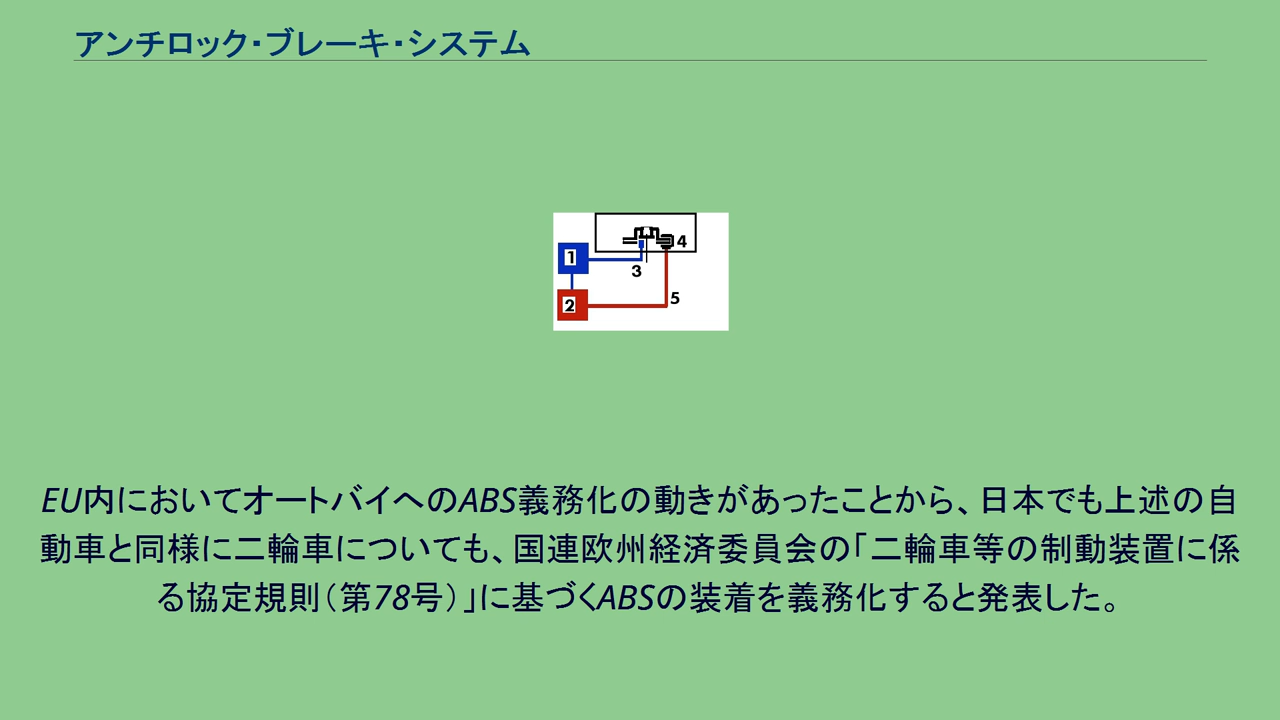 アンチロック・ブレーキ・システム
1
2
3
4
5
EU内においてオートバイへのABS義務化の動きがあったことから、日本でも上述の自
動車と同様に二輪車についても、国連欧州経済委員会の「二輪車等の制動装置に係
る協定規則（第78号）」に基づくABSの装着を義務化すると発表した。